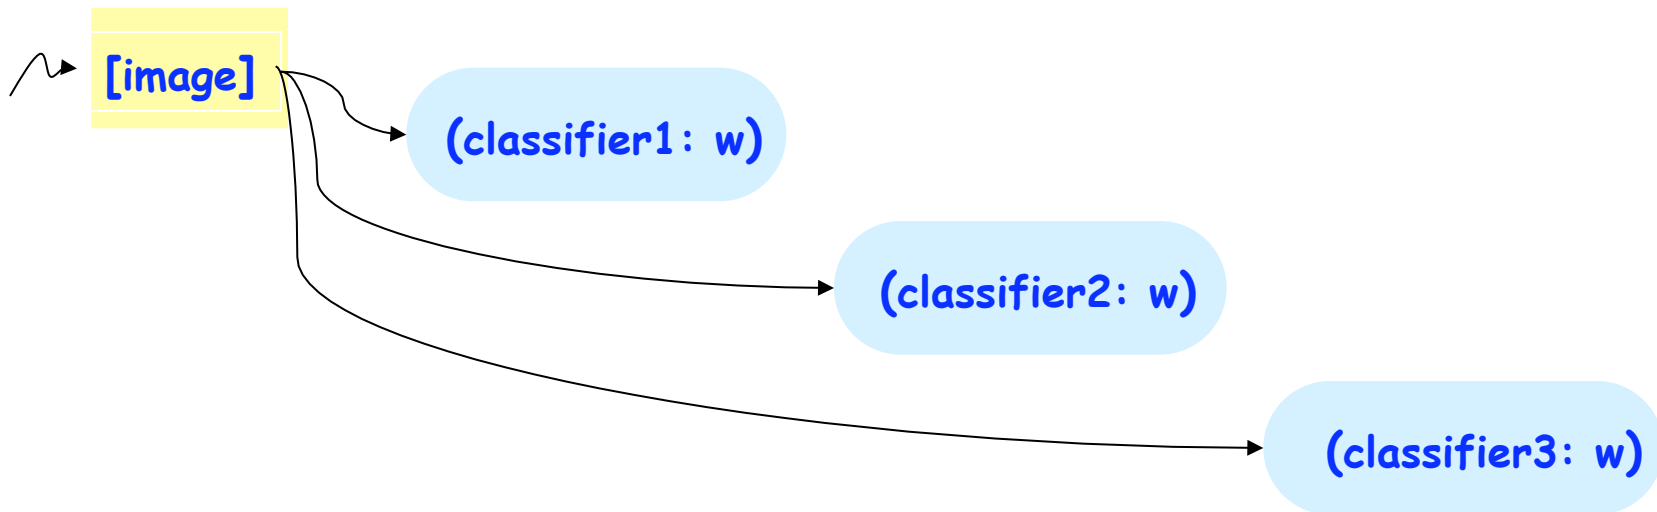 [image]
(classifier1: w)
(classifier2: w)
(classifier3: w)